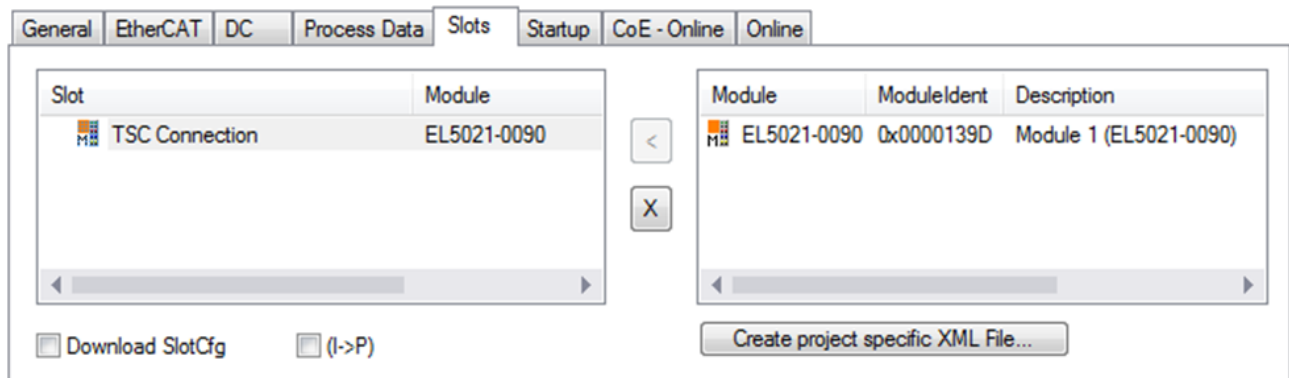 General EtherCAT DC Process Data Slots Startup CoE - Online Online
Slot Module
TSC Connection EL5021-0090
<
X
Module ModuleIdent Description
EL5021-0090 0x0000139D Module 1 (EL5021-0090)
Download SlotCfg (I->P)
Create project specific XML File...